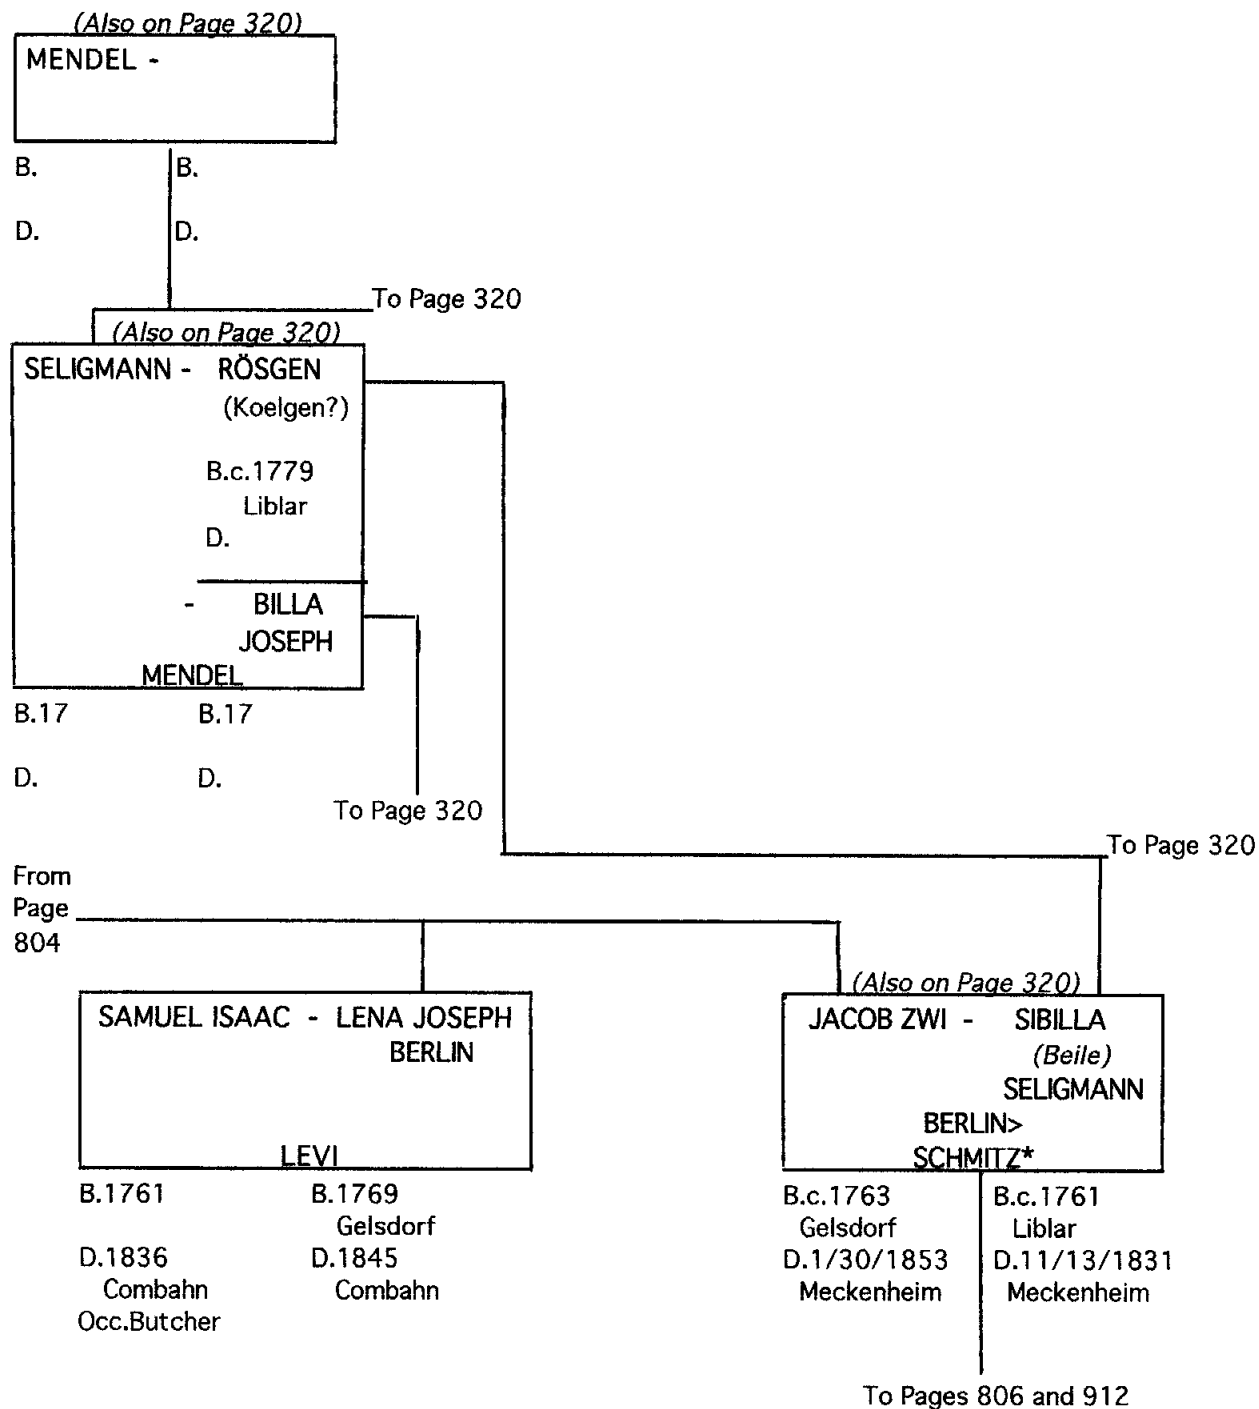 (Also on Page 320)
MENDEL -
B. B.
D. D.
To Page 320
(Also on Page 320)
SELIGMANN - RÖSGEN
(Koelgen?)
B.c.1779
Liblar
D.
- BILLA
JOSEPH
MENDEL
B.17 B.17
D. D.
To Page 320
To Page 320
From
Page
804
SAMUEL ISAAC - LENA JOSEPH
BERLIN
LEVI
B.1761 B.1769
Gelsdorf
D.1836 D.1845
Combahn Combahn
Occ.Butcher
(Also on Page 320)
JACOB ZWI - SIBILLA
(Beile)
SELIGMANN
BERLIN>
SCHMITZ*
B.c.1763 B.c.1761
Gelsdorf Liblar
D.1/30/1853 D.11/13/1831
Meckenheim Meckenheim
To Pages 806 and 912